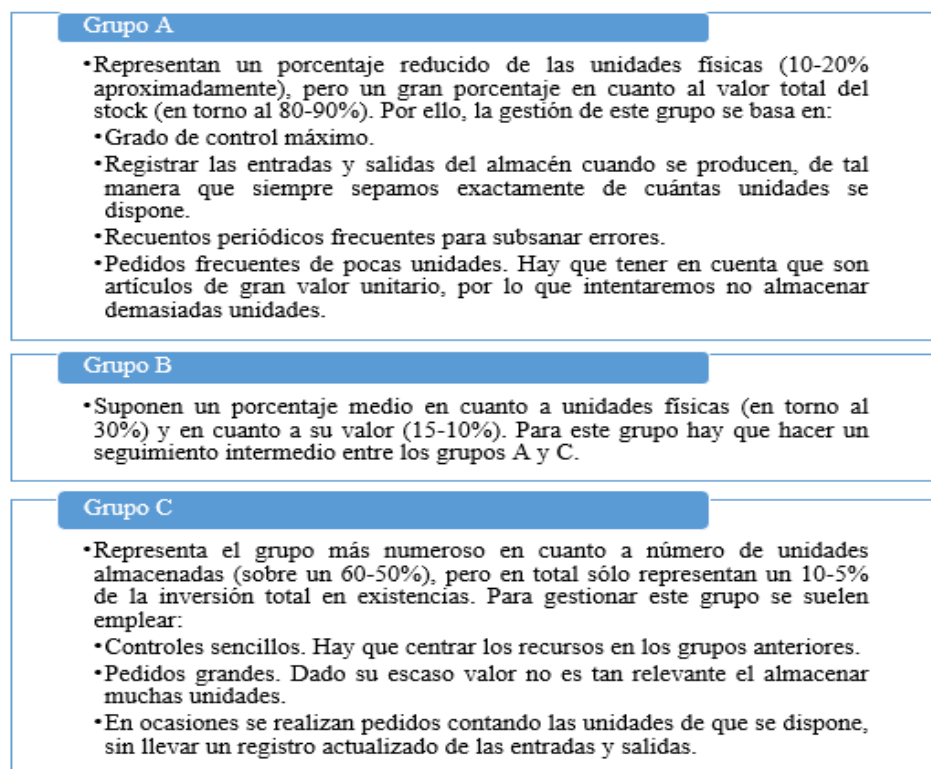 Grupo A
•Representan un porcentaje reducido de las unidades físicas (10-20%
aproximadamente), pero un gran porcentaje en cuanto al valor total del
stock (en torno al 80-90%). Por ello, la gestión de este grupo se basa en:
•Grado de control máximo.
•Registrar las entradas y salidas del almacén cuando se producen, de tal
manera que siempre sepamos exactamente de cuántas unidades se
dispone.
•Recuentos periódicos frecuentes para subsanar errores.
•Pedidos frecuentes de pocas unidades. Hay que tener en cuenta que son
artículos de gran valor unitario, por lo que intentaremos no almacenar
demasiadas unidades.
Grupo B
•Suponen un porcentaje medio en cuanto a unidades físicas (en torno al
30%) y en cuanto a su valor (15-10%). Para este grupo hay que hacer un
seguimiento intermedio entre los grupos A y C.
Grupo C
•Representa el grupo más numeroso en cuanto a número de unidades
almacenadas (sobre un 60-50%), pero en total sólo representan un 10-5%
de la inversión total en existencias. Para gestionar este grupo se suelen
emplear:
•Controles sencillos. Hay que centrar los recursos en los grupos anteriores.
•Pedidos grandes. Dado su escaso valor no es tan relevante el almacenar
muchas unidades.
•En ocasiones se realizan pedidos contando las unidades de que se dispone,
sin llevar un registro actualizado de las entradas y salidas.